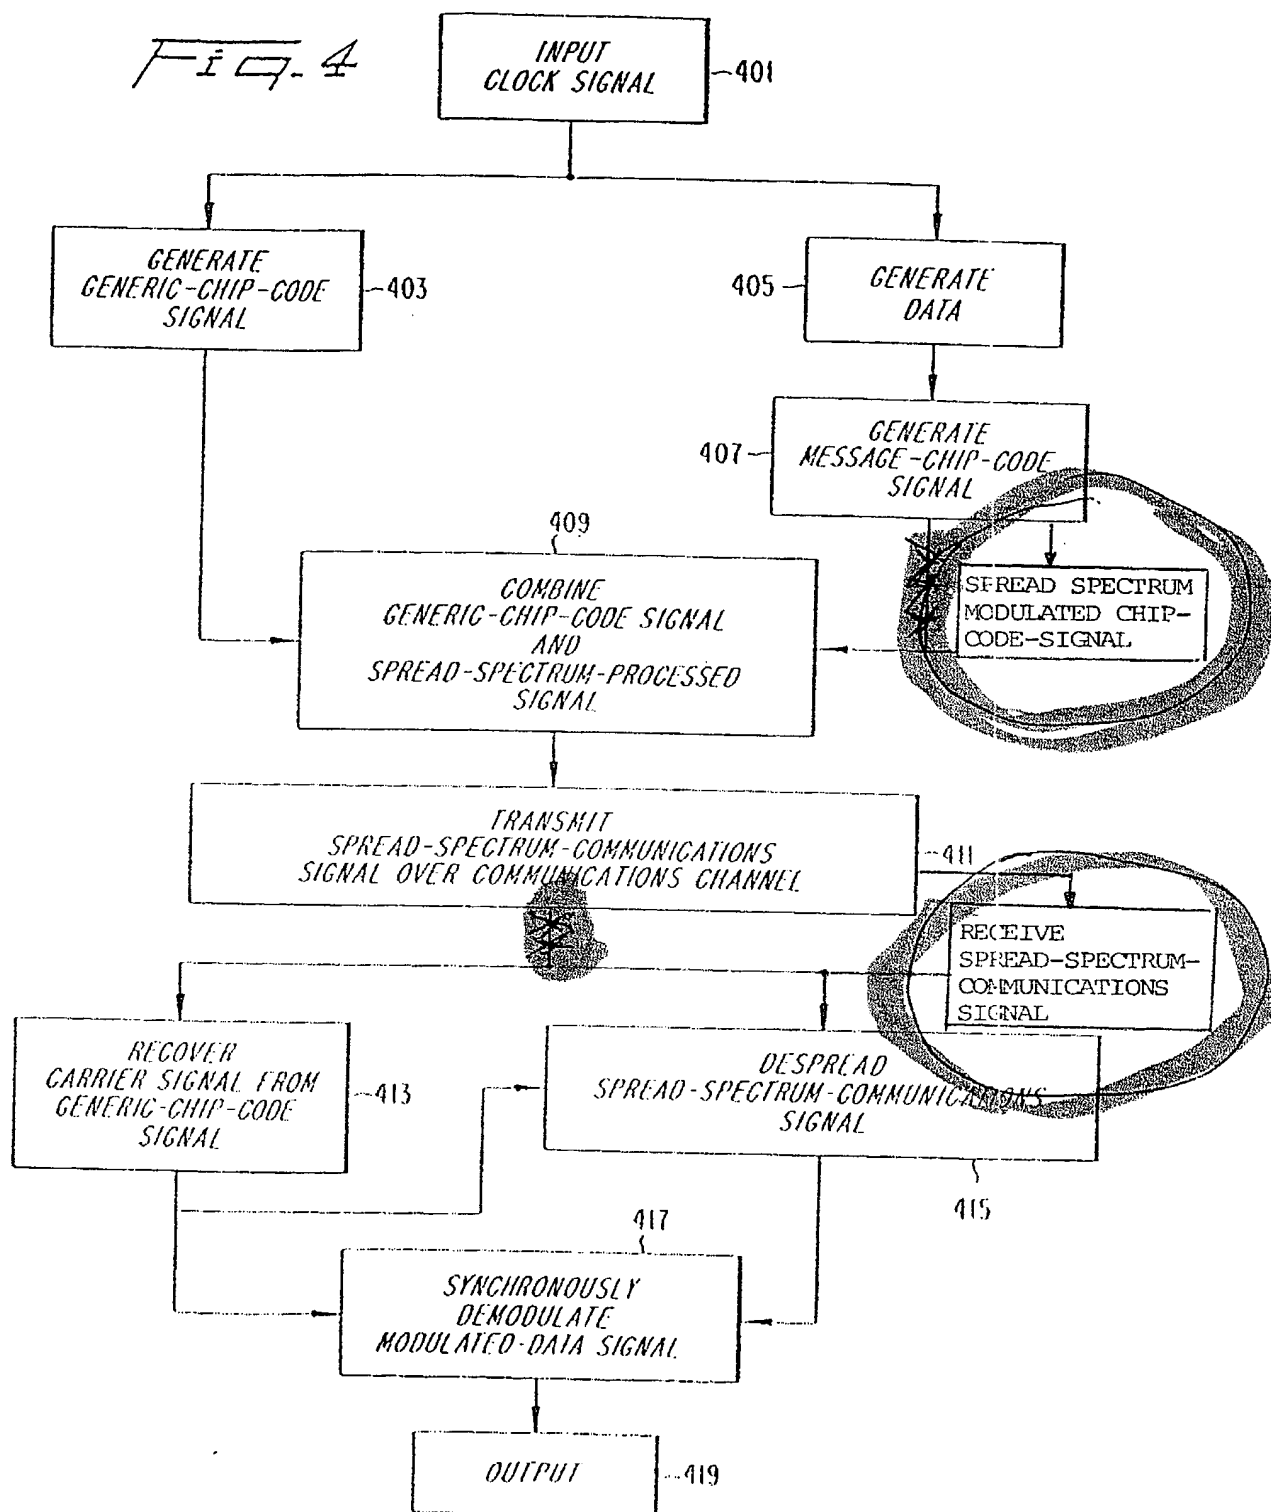 Fig. 4
INPUT
CLOCK SIGNAL
401
GENERATE
GENERIC-CHIP-CODE
SIGNAL
403
405
GENERATE
DATA
407
GENERATE
MESSAGE-CHIP-CODE
SIGNAL
409
COMBINE
GENERIC-CHIP-CODE SIGNAL
AND
SPREAD-SPECTRUM-PROCESSED
SIGNAL
SPREAD SPECTRUM
MODULATED CHIP-
CODE-SIGNAL
TRANSMIT
SPREAD-SPECTRUM-COMMUNICATIONS
SIGNAL OVER COMMUNICATIONS CHANNEL
411
RECEIVE
SPREAD-SPECTRUM-
COMMUNICATIONS
SIGNAL
RECOVER
CARRIER SIGNAL FROM
GENERIC-CHIP-CODE
SIGNAL
413
DESPREAD
SPREAD-SPECTRUM-COMMUNICATIONS
SIGNAL
415
417
SYNCHRONOUSLY
DEMODULATE
MODULATED-DATA SIGNAL
OUTPUT
419